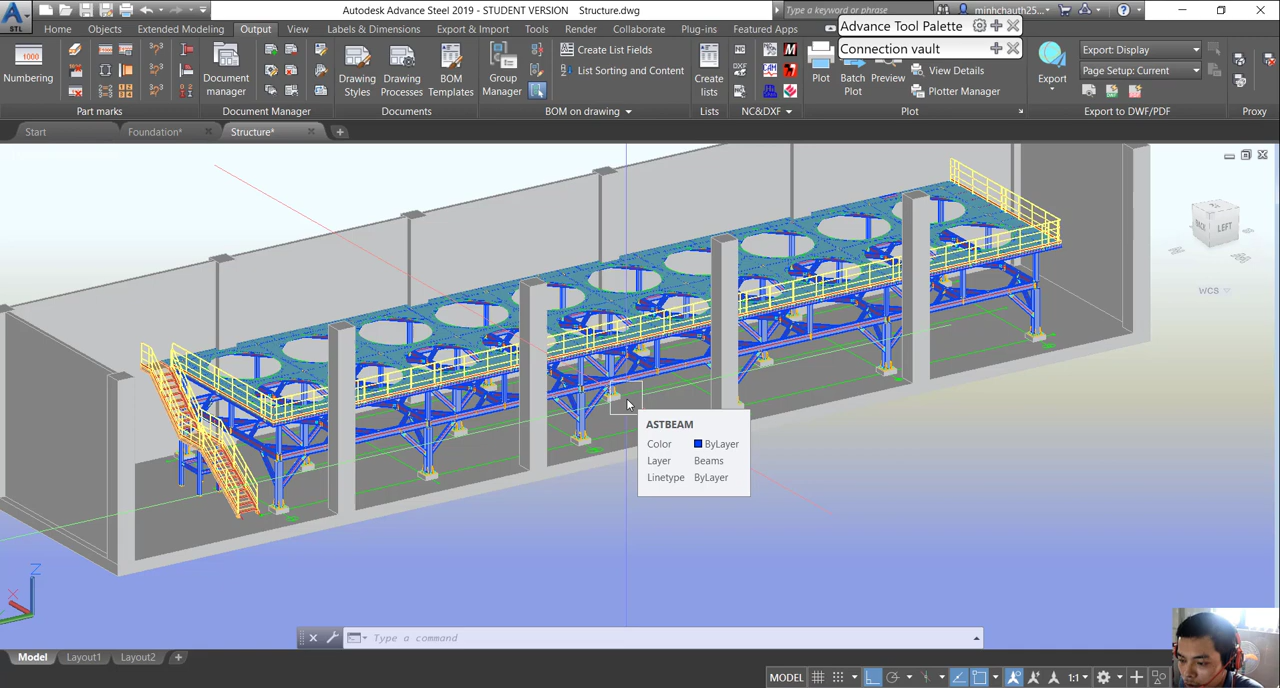 STL
Autodesk Advance Steel 2019 - STUDENT VERSION Structure.dwg
Type a keyword or phrase
minhchauth25...
Home
Objects
Extended Modeling
Output
View
Labels & Dimensions
Export & Import
Tools
Render
Collaborate
Plug-ins
Featured Apps
Advance Tool Palette
Connection vault
Numbering
Part marks
Document manager
Document Manager
Drawing Styles
Drawing Processes
BOM Templates
Documents
Group Manager
Create List Fields
List Sorting and Content
BOM on drawing
Create lists
Lists
NC
DXF
NC&DXF
Plot
Batch Plot
Preview
View Details
Plotter Manager
Plot
Export
Export: Display
Page Setup: Current
Export to DWF/PDF
Proxy
Start
Foundation*
Structure*
BACK
LEFT
WCS
ASTBEAM
Color ByLayer
Layer Beams
Linetype ByLayer
Z
X
Type a command
Model
Layout1
Layout2
MODEL
1:1